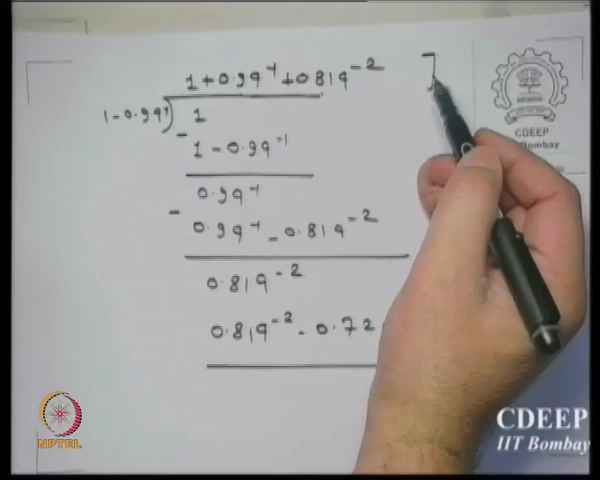 1 + 0.9q⁻¹ + 0.81q⁻²
1 - 0.9q⁻¹ ) 1
- 1 - 0.9q⁻¹
0.9q⁻¹
- 0.9q⁻¹ - 0.81q⁻²
0.81q⁻²
0.81q⁻² - 0.72
CDEEP
IIT Bombay
NPTEL
CDEEP
IIT Bombay